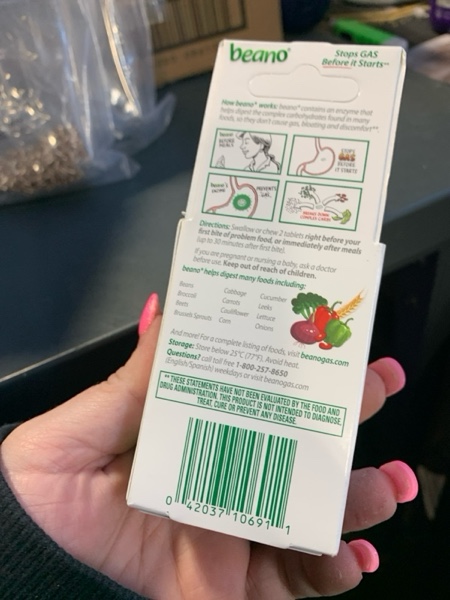 beano®
Stops GAS
Before it Starts™
How beano® works: beano® contains an enzyme that
helps digest the complex carbohydrates found in many
foods, so they don't cause gas, bloating and discomfort**.
STOPS
GAS
BEFORE
IT STARTS
PREVENTS
GAS.
Directions: Swallow or chew 2 tablets right before your
first bite of problem food, or immediately after meals
(up to 30 minutes after first bite).
If you are pregnant or nursing a baby, ask a doctor
before use. Keep out of reach of children.
beano® helps digest many foods including:
Beans Cabbage Cucumber
Broccoli Carrots Leeks
Beets Cauliflower Lettuce
Brussels Sprouts Corn Onions
And more! For a complete listing of foods, visit beanogas.com
Storage: Store below 25°C (77°F). Avoid heat.
Questions? call toll free 1-800-257-8650
(English/Spanish) weekdays or visit beanogas.com
** THESE STATEMENTS HAVE NOT BEEN EVALUATED BY THE FOOD AND
DRUG ADMINISTRATION. THIS PRODUCT IS NOT INTENDED TO DIAGNOSE,
TREAT, CURE OR PREVENT ANY DISEASE.
0 42037 10691 1